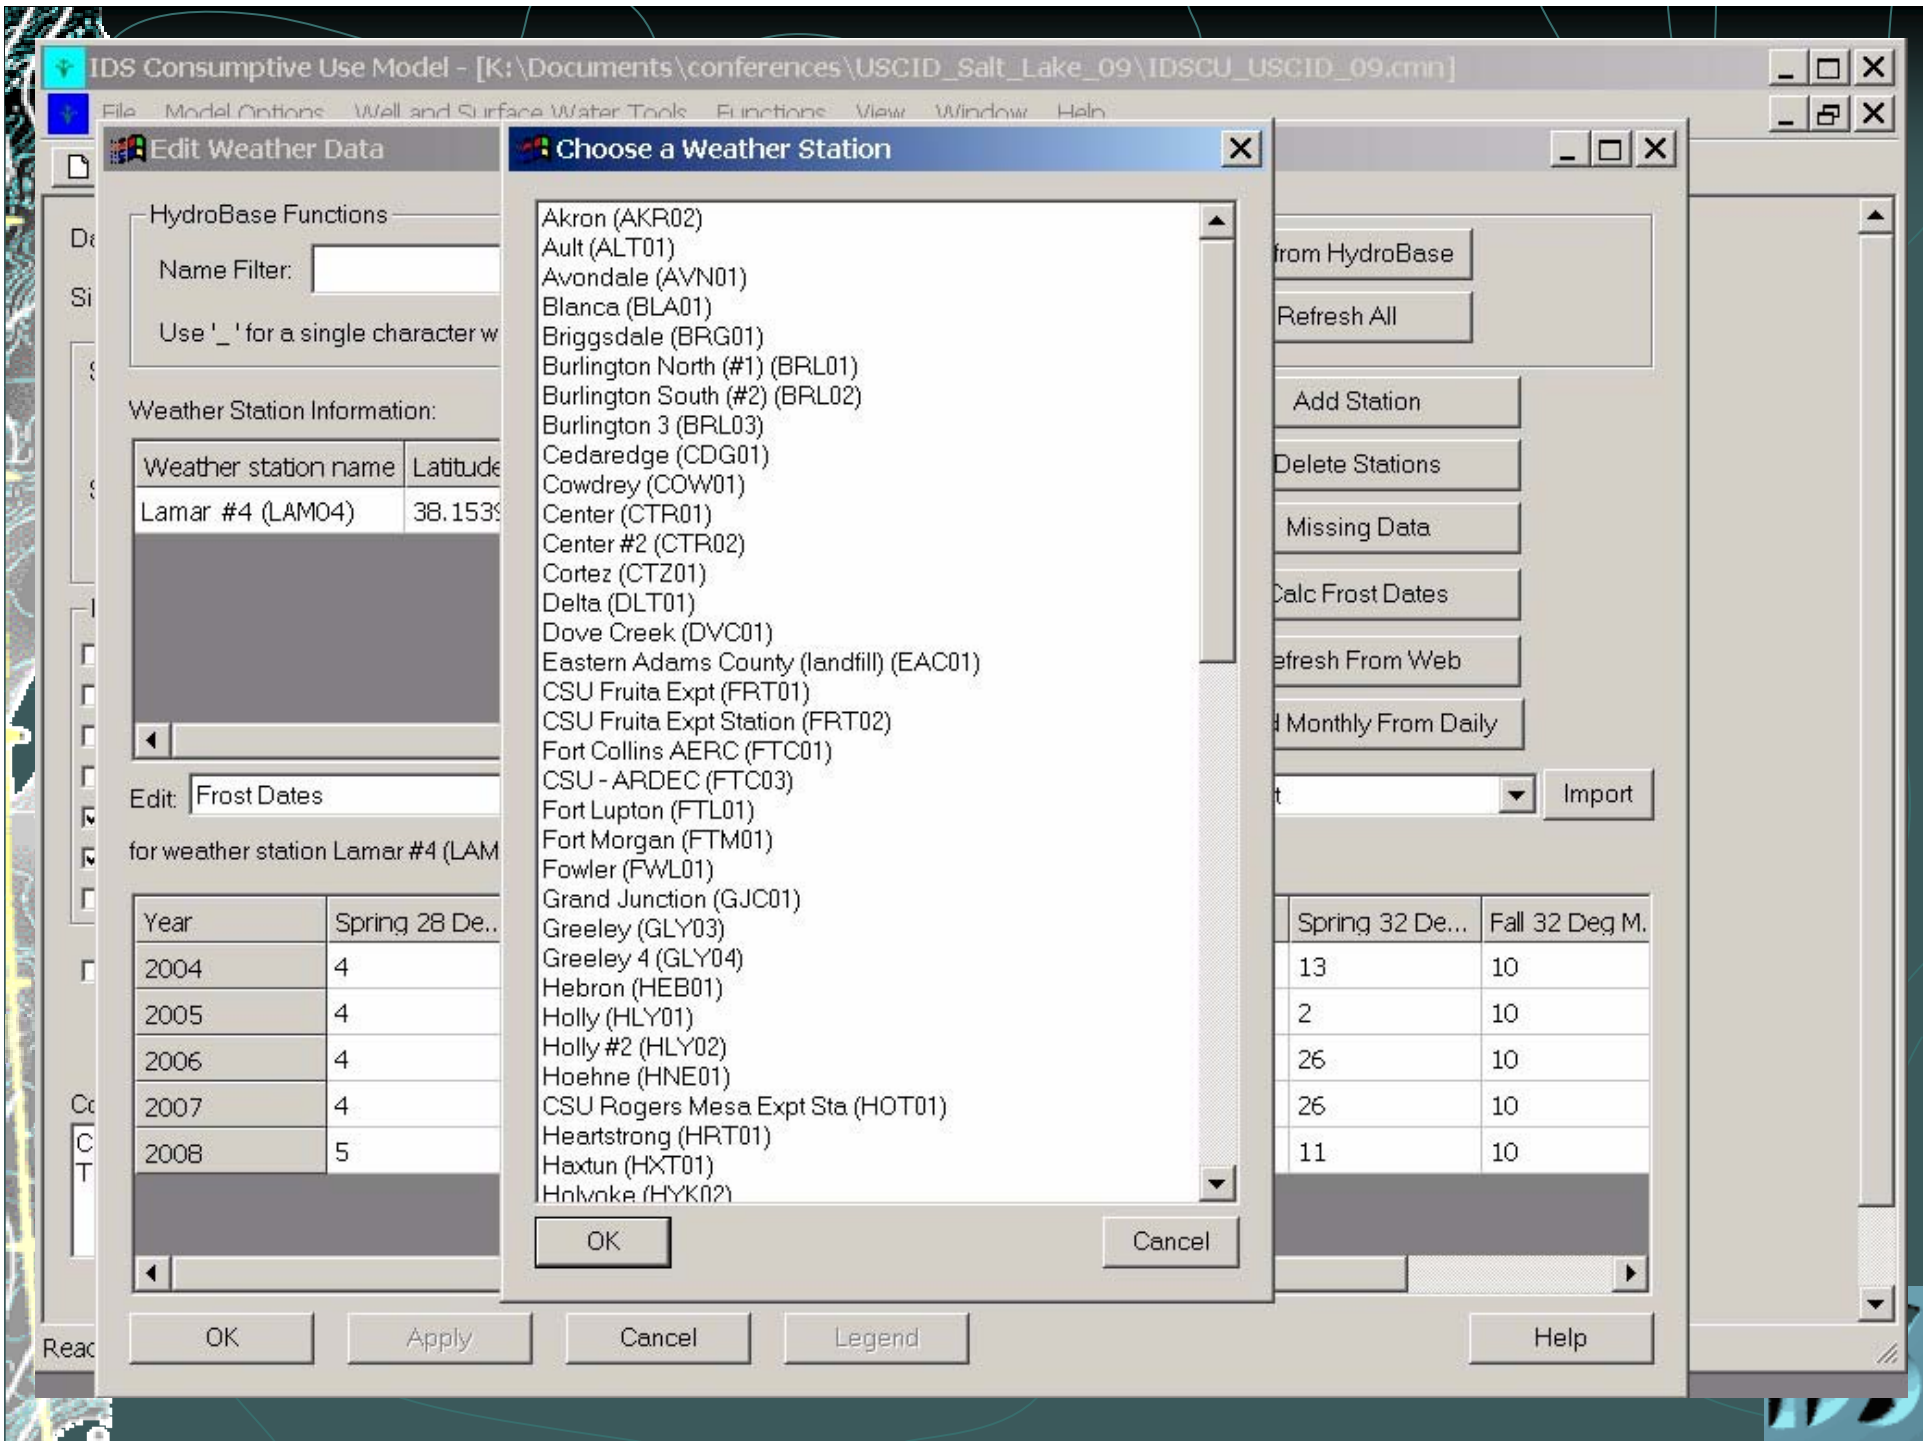 IDS Consumptive Use Model - [K:\Documents\conferences\USCID_Salt_Lake_09\IDSCU_USCID_09.cmn]
File Model Options Well and Surface Water Tools Functions View Window Help
Edit Weather Data
Choose a Weather Station
HydroBase Functions
Name Filter:
Use '_' for a single character w
from HydroBase
Refresh All
Weather Station Information:
Weather station name Latitude
Lamar #4 (LAM04) 38.1539
Akron (AKR02)
Ault (ALT01)
Avondale (AVN01)
Blanca (BLA01)
Briggsdale (BRG01)
Burlington North (#1) (BRL01)
Burlington South (#2) (BRL02)
Burlington 3 (BRL03)
Cedaredge (CDG01)
Cowdrey (COW01)
Center (CTR01)
Center #2 (CTR02)
Cortez (CTZ01)
Delta (DLT01)
Dove Creek (DVC01)
Eastern Adams County (landfill) (EAC01)
CSU Fruita Expt (FRT01)
CSU Fruita Expt Station (FRT02)
Fort Collins AERC (FTC01)
CSU - ARDEC (FTC03)
Fort Lupton (FTL01)
Fort Morgan (FTM01)
Fowler (FWL01)
Grand Junction (GJC01)
Greeley (GLY03)
Greeley 4 (GLY04)
Hebron (HEB01)
Holly (HLY01)
Holly #2 (HLY02)
Hoehne (HNE01)
CSU Rogers Mesa Expt Sta (HOT01)
Heartstrong (HRT01)
Haxtun (HXT01)
Holyoke (HYK02)
OK Cancel
Add Station
Delete Stations
Missing Data
Calc Frost Dates
efresh From Web
Monthly From Daily
Edit: Frost Dates
t Import
for weather station Lamar #4 (LAM
Year Spring 28 De... Spring 32 De... Fall 32 Deg M.
2004 4 13 10
2005 4 2 10
2006 4 26 10
2007 4 26 10
2008 5 11 10
OK Apply Cancel Legend Help
Da
Si
Co
C
T
Reac
IDS